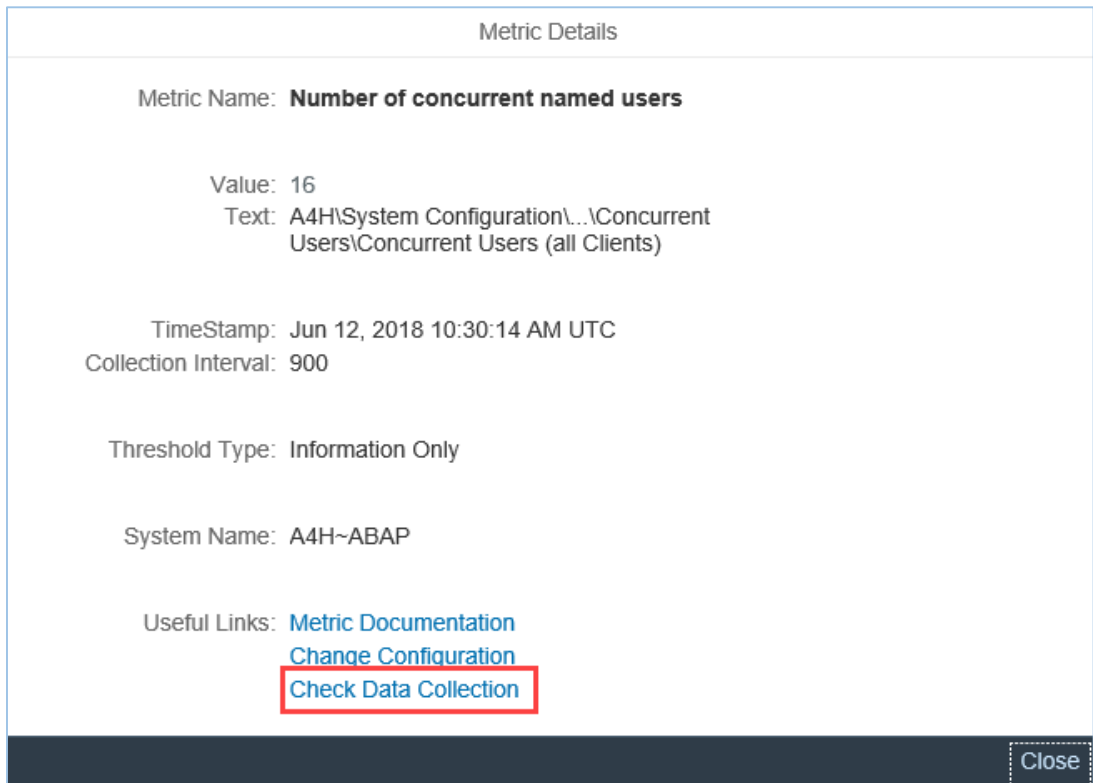 Metric Details
Metric Name: Number of concurrent named users
Value: 16
Text: A4H\System Configuration\...\Concurrent
Users\Concurrent Users (all Clients)
TimeStamp: Jun 12, 2018 10:30:14 AM UTC
Collection Interval: 900
Threshold Type: Information Only
System Name: A4H~ABAP
Useful Links: Metric Documentation
Change Configuration
Check Data Collection
Close